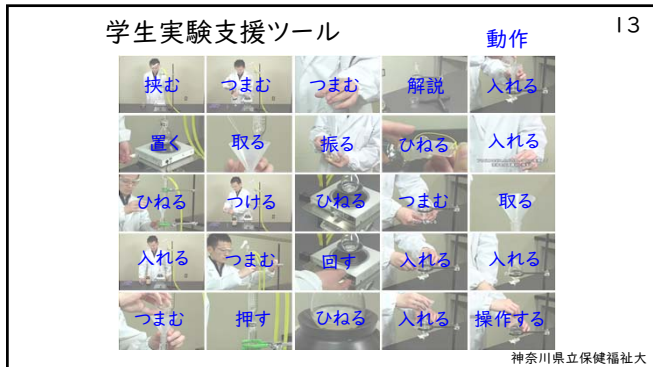 学生実験支援ツール
動作
13
挟む つまむ つまむ 解説 入れる
置く 取る 振る ひねる 入れる
ひねる つける ひねる つまむ 取る
入れる つまむ 回す 入れる 入れる
つまむ 押す ひねる 入れる 操作する
神奈川県立保健福祉大